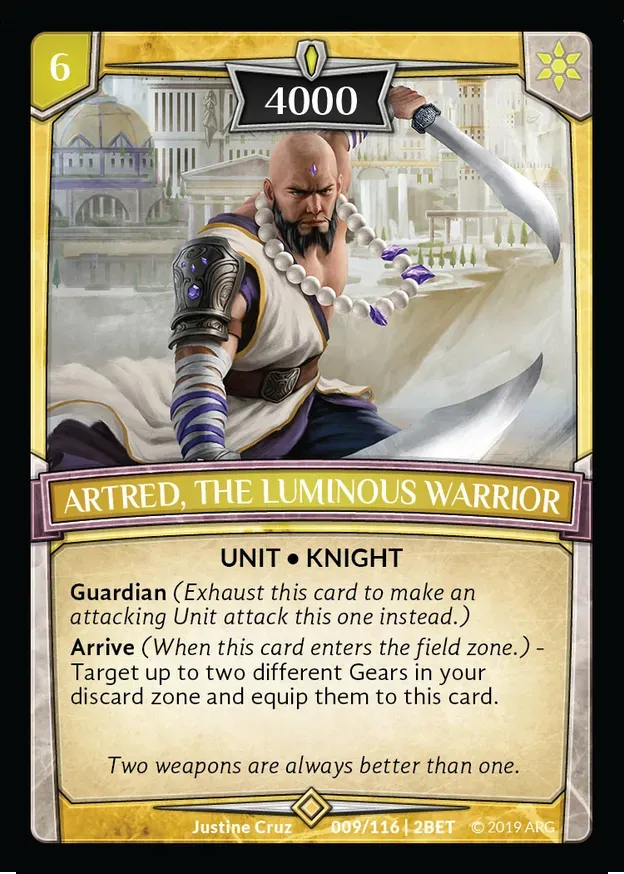 6
4000
ARTRED, THE LUMINOUS WARRIOR
UNIT • KNIGHT
Guardian (Exhaust this card to make an
attacking Unit attack this one instead.)
Arrive (When this card enters the field zone.) -
Target up to two different Gears in your
discard zone and equip them to this card.
Two weapons are always better than one.
Justine Cruz 009/116 | 2BET © 2019 ARG